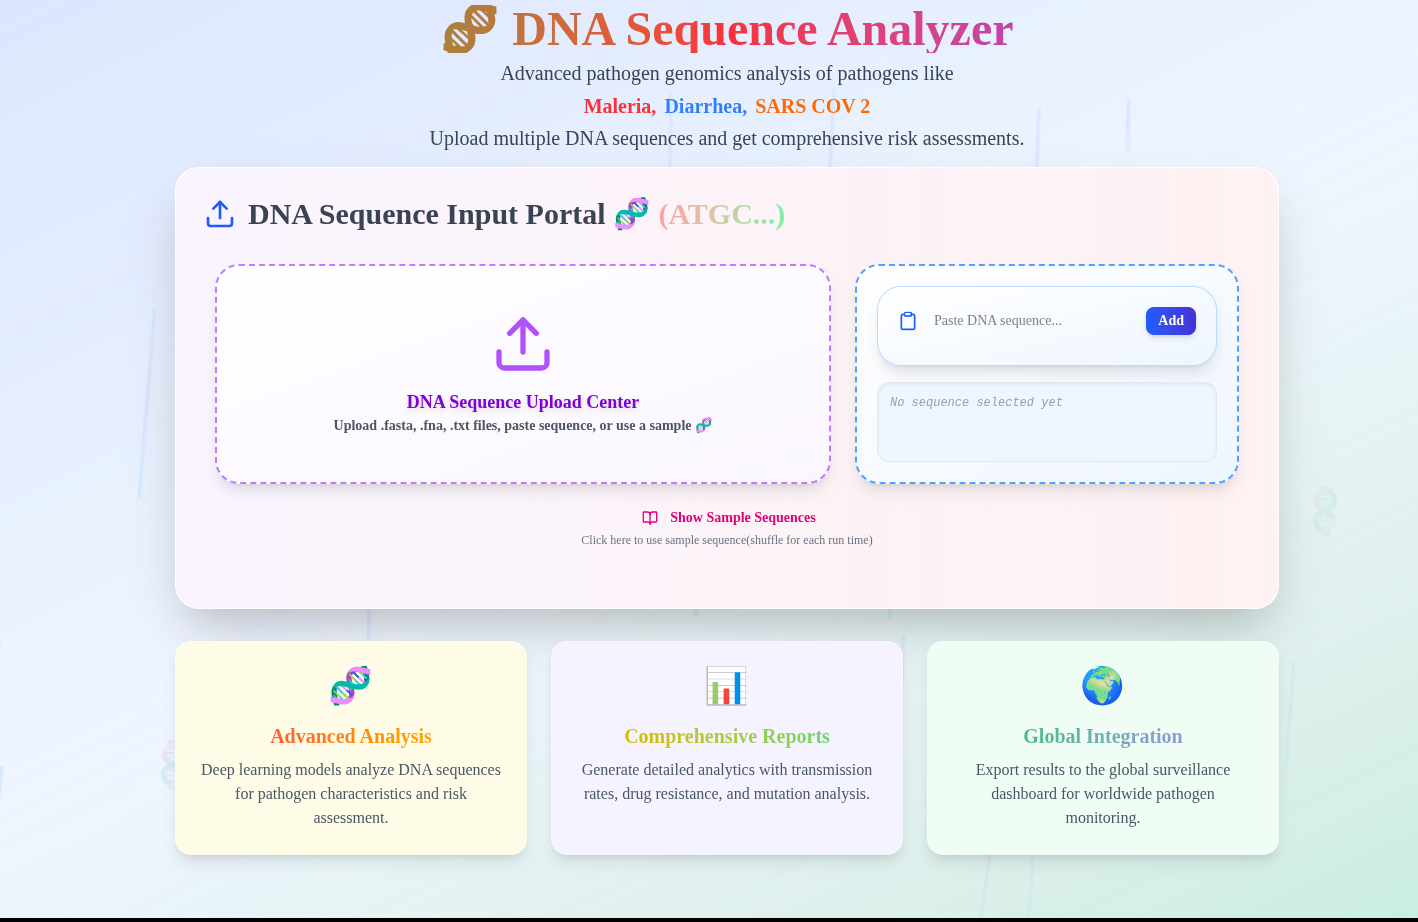 🧬 DNA Sequence Analyzer
Advanced pathogen genomics analysis of pathogens like
Maleria, Diarrhea, SARS COV 2
Upload multiple DNA sequences and get comprehensive risk assessments.
DNA Sequence Input Portal 🧬 (ATGC...)
DNA Sequence Upload Center
Upload .fasta, .fna, .txt files, paste sequence, or use a sample 🧬
Paste DNA sequence...
Add
No sequence selected yet
Show Sample Sequences
Click here to use sample sequence(shuffle for each run time)
Advanced Analysis
Deep learning models analyze DNA sequences
for pathogen characteristics and risk
assessment.
Comprehensive Reports
Generate detailed analytics with transmission
rates, drug resistance, and mutation analysis.
Global Integration
Export results to the global surveillance
dashboard for worldwide pathogen
monitoring.